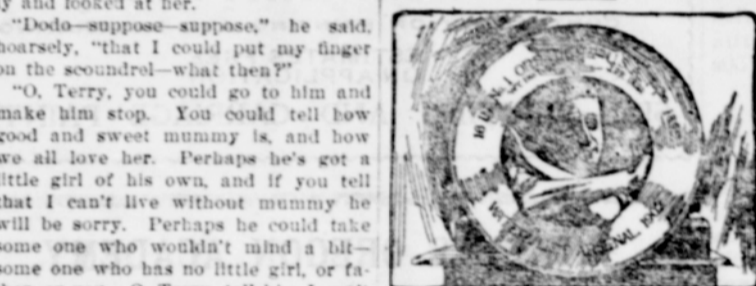 y and looked at her.
"Dodo—suppose—suppose," he said,
hoarsely, "that I could put my finger
on the scoundrel—what then?"
"O, Terry, you could go to him and
make him stop. You could tell how
good and sweet mummy is, and how
we all love her. Perhaps he's got a
little girl of his own, and if you tell
that I can't live without mummy he
will be sorry. Perhaps he could take
some one who wouldn't mind a bit—
some one who has no little girl, or fa-